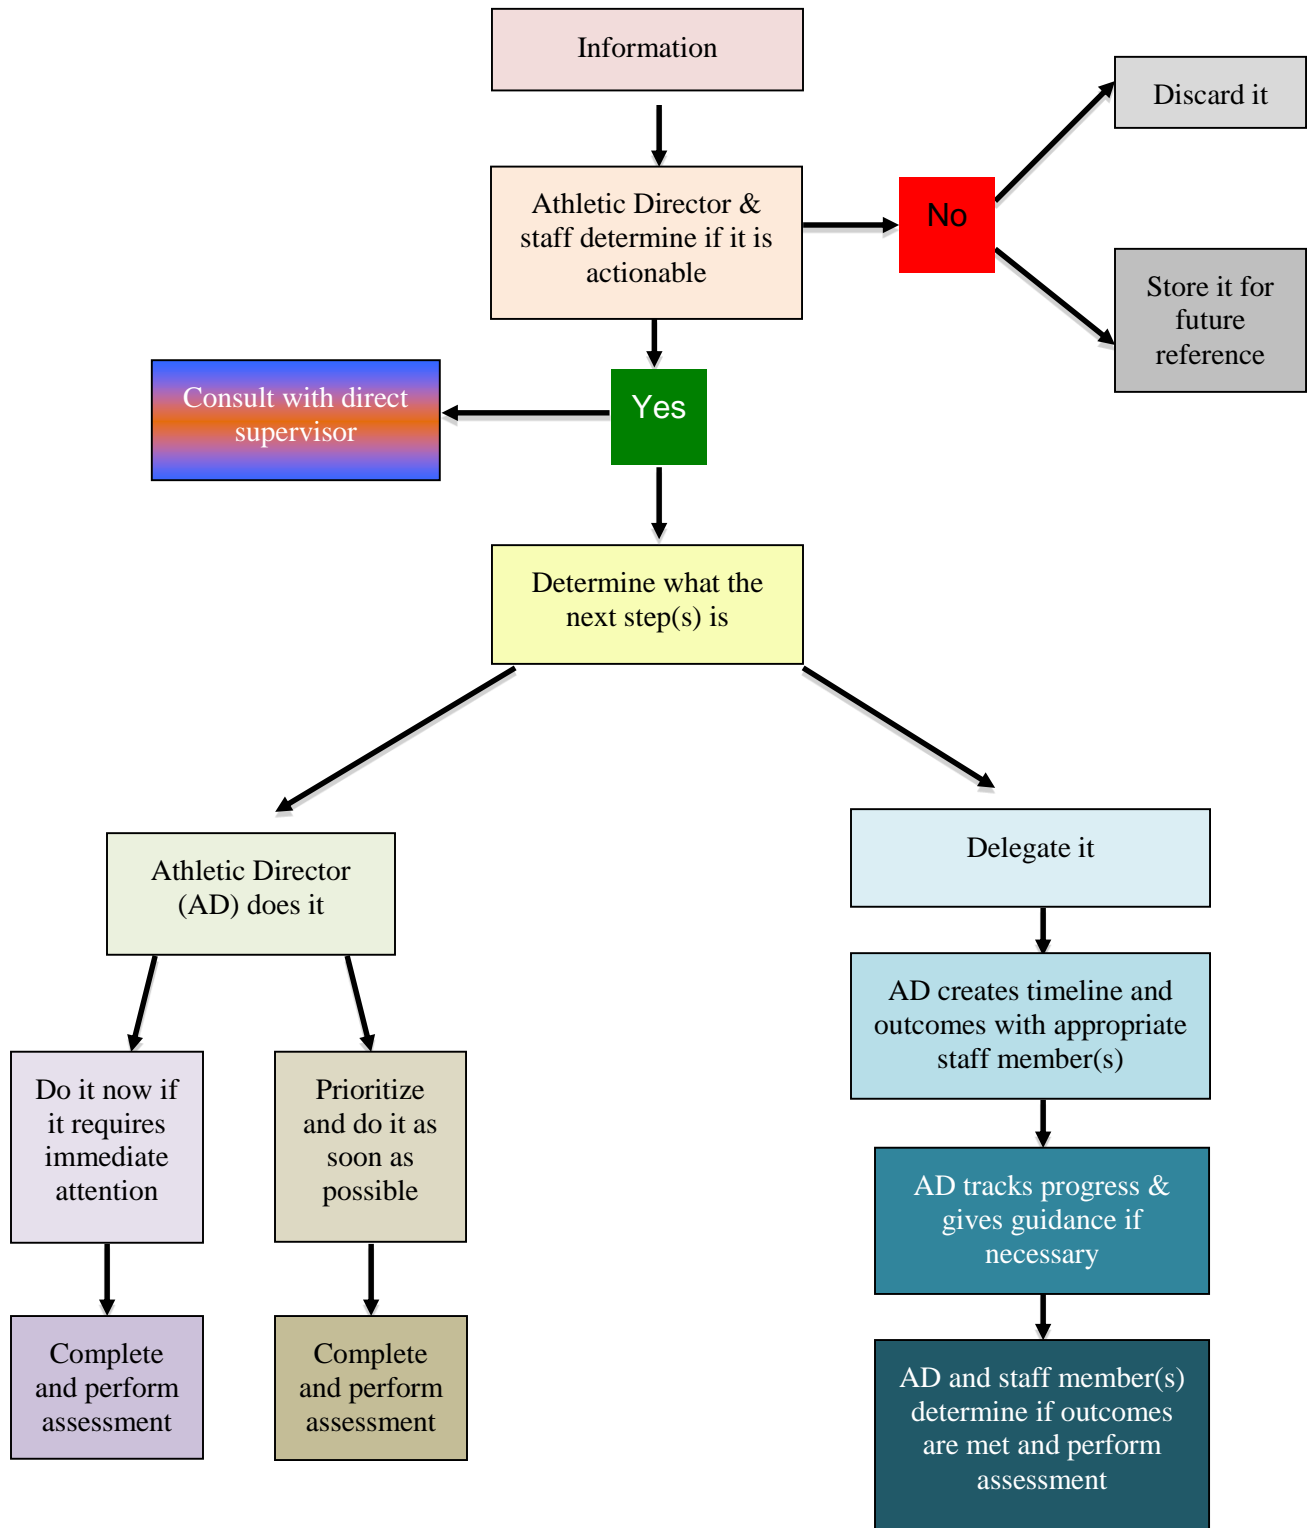 Information
Discard it
Athletic Director &
staff determine if it is
actionable
No
Store it for
future
reference
Consult with direct
supervisor
Yes
Determine what the
next step(s) is
Athletic Director
(AD) does it
Delegate it
AD creates timeline and
outcomes with appropriate
staff member(s)
Do it now if
it requires
immediate
attention
Prioritize
and do it as
soon as
possible
AD tracks progress &
gives guidance if
necessary
Complete
and perform
assessment
Complete
and perform
assessment
AD and staff member(s)
determine if outcomes
are met and perform
assessment